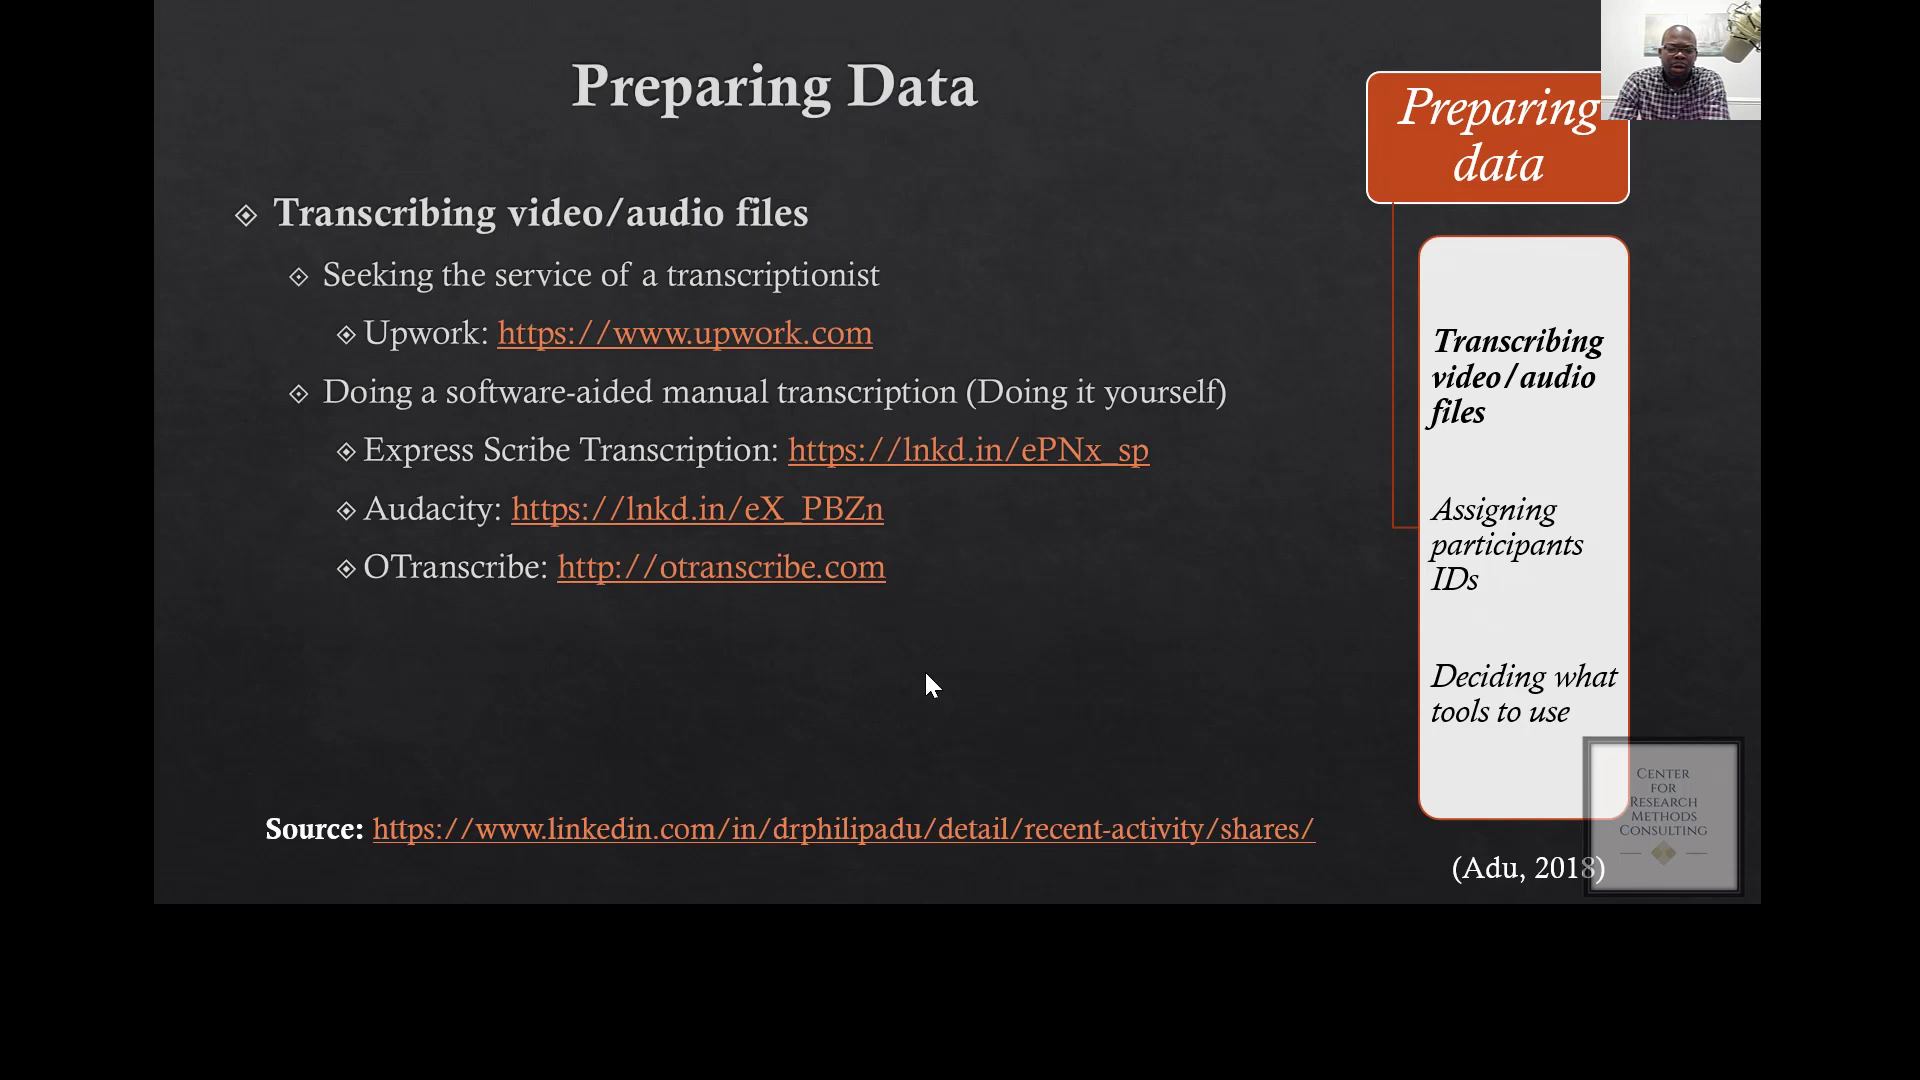 Preparing Data
Transcribing video/audio files
Seeking the service of a transcriptionist
Upwork: https://www.upwork.com
Doing a software-aided manual transcription (Doing it yourself)
Express Scribe Transcription: https://lnkd.in/ePNx_sp
Audacity: https://lnkd.in/eX_PBZn
OTranscribe: http://otranscribe.com
Source: https://www.linkedin.com/in/drphilipadu/detail/recent-activity/shares/
Preparing
data
Transcribing
video/audio
files
Assigning
participants
IDs
Deciding what
tools to use
Center
for
Research
Methods
Consulting
(Adu, 2018)